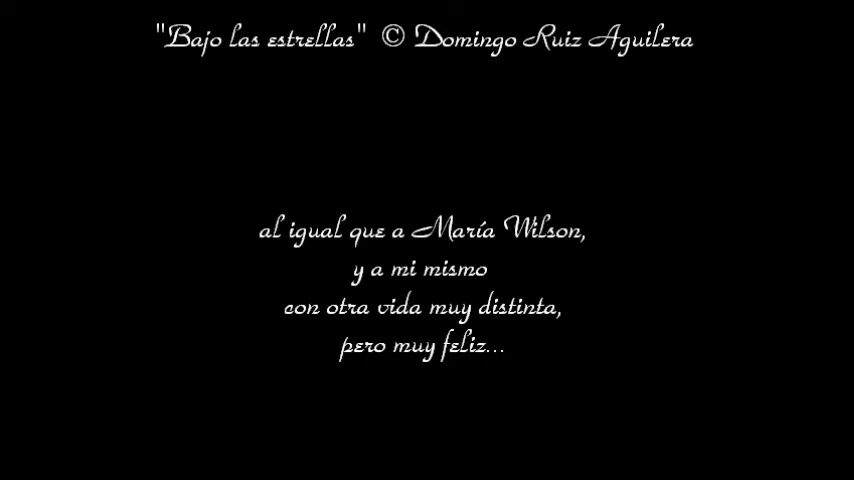 "Bajo las estrellas" © Domingo Ruiz Aguilera
al igual que a María Wilson,
y a mi mismo
con otra vida muy distinta,
pero muy feliz...